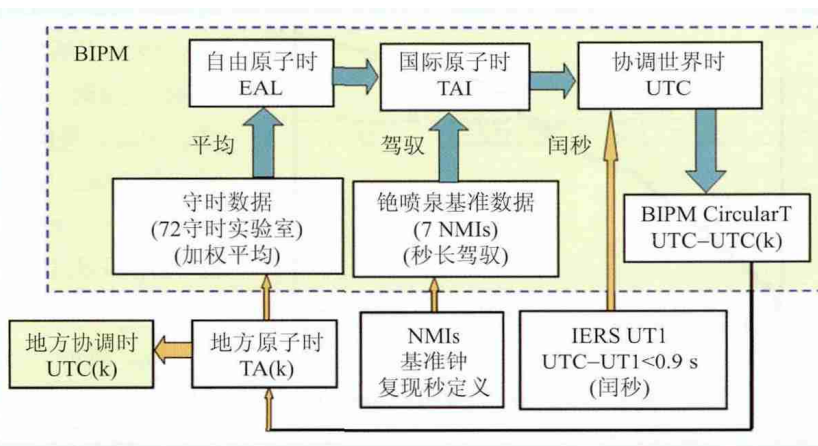 BIPM
自由原子时
EAL
国际原子时
TAI
协调世界时
UTC
平均
驾驭
闰秒
守时数据
(72守时实验室)
(加权平均)
铯喷泉基准数据
(7 NMIs)
(秒长驾驭)
BIPM CircularT
UTC−UTC(k)
地方协调时
UTC(k)
地方原子时
TA(k)
NMIs
基准钟
复现秒定义
IERS UT1
UTC−UT1<0.9 s
(闰秒)